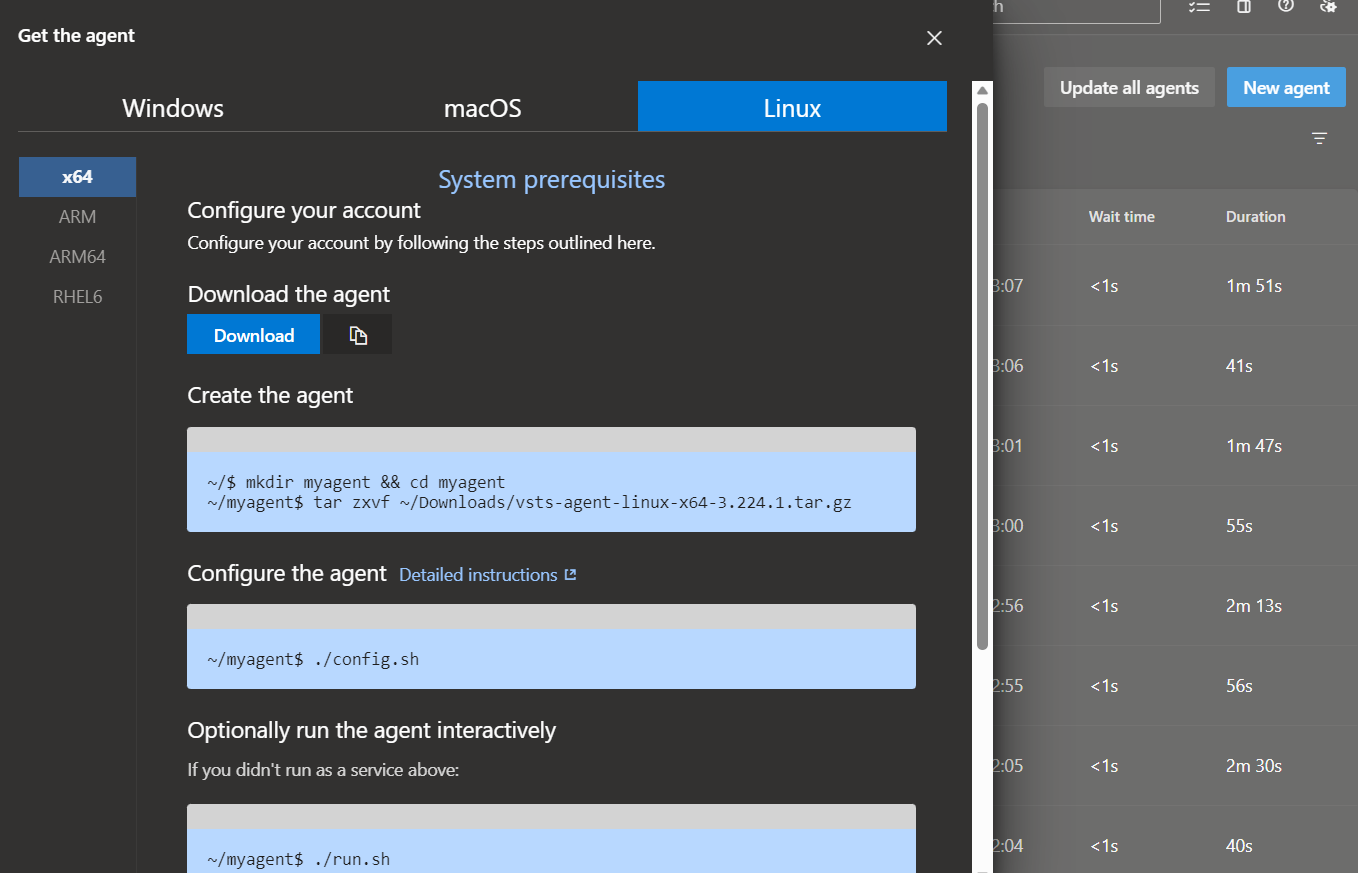 Get the agent
Update all agents
New agent
Windows
macOS
Linux
x64
ARM
ARM64
RHEL6
System prerequisites
Configure your account
Configure your account by following the steps outlined here.
Download the agent
Download
Create the agent
~/$ mkdir myagent && cd myagent
~/myagent$ tar zxvf ~/Downloads/vsts-agent-linux-x64-3.224.1.tar.gz
Configure the agent Detailed instructions
~/myagent$ ./config.sh
Optionally run the agent interactively
If you didn't run as a service above:
~/myagent$ ./run.sh
Wait time Duration
3:07 <1s 1m 51s
3:06 <1s 41s
3:01 <1s 1m 47s
3:00 <1s 55s
2:56 <1s 2m 13s
2:55 <1s 56s
2:05 <1s 2m 30s
2:04 <1s 40s